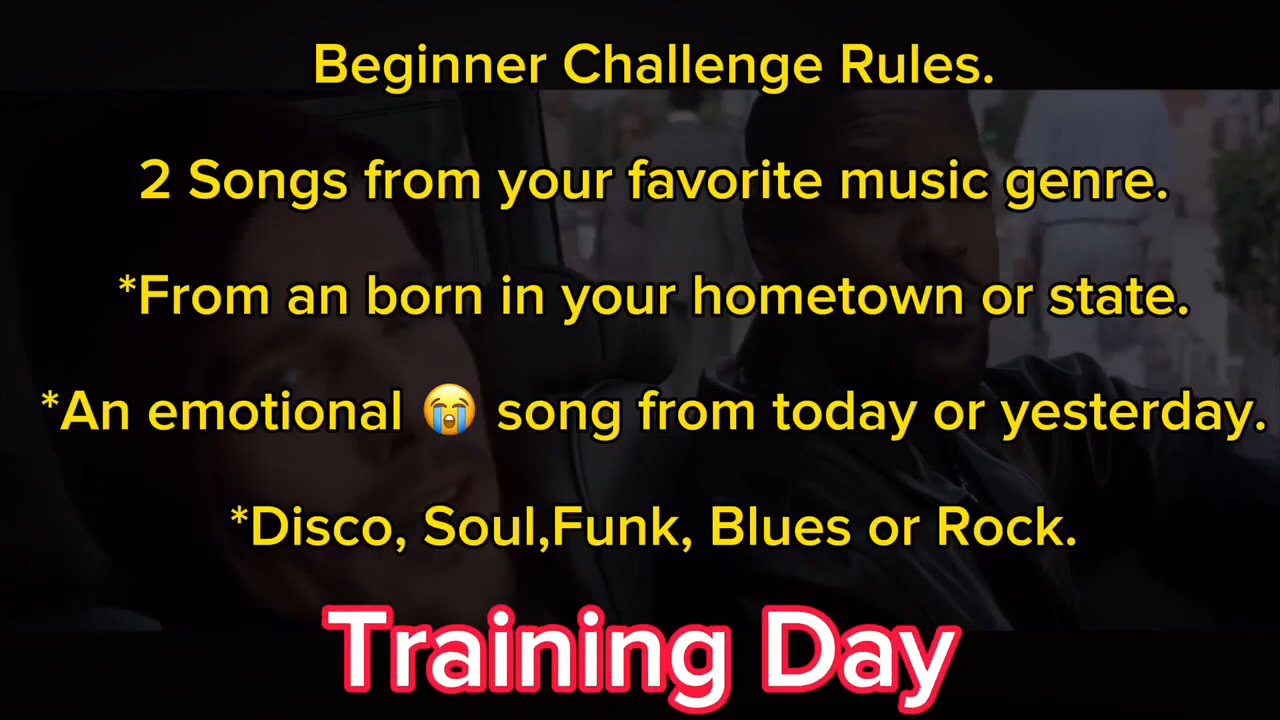 Beginner Challenge Rules.
2 Songs from your favorite music genre.
*From an born in your hometown or state.
*An emotional 😭 song from today or yesterday.
*Disco, Soul,Funk, Blues or Rock.
Training Day